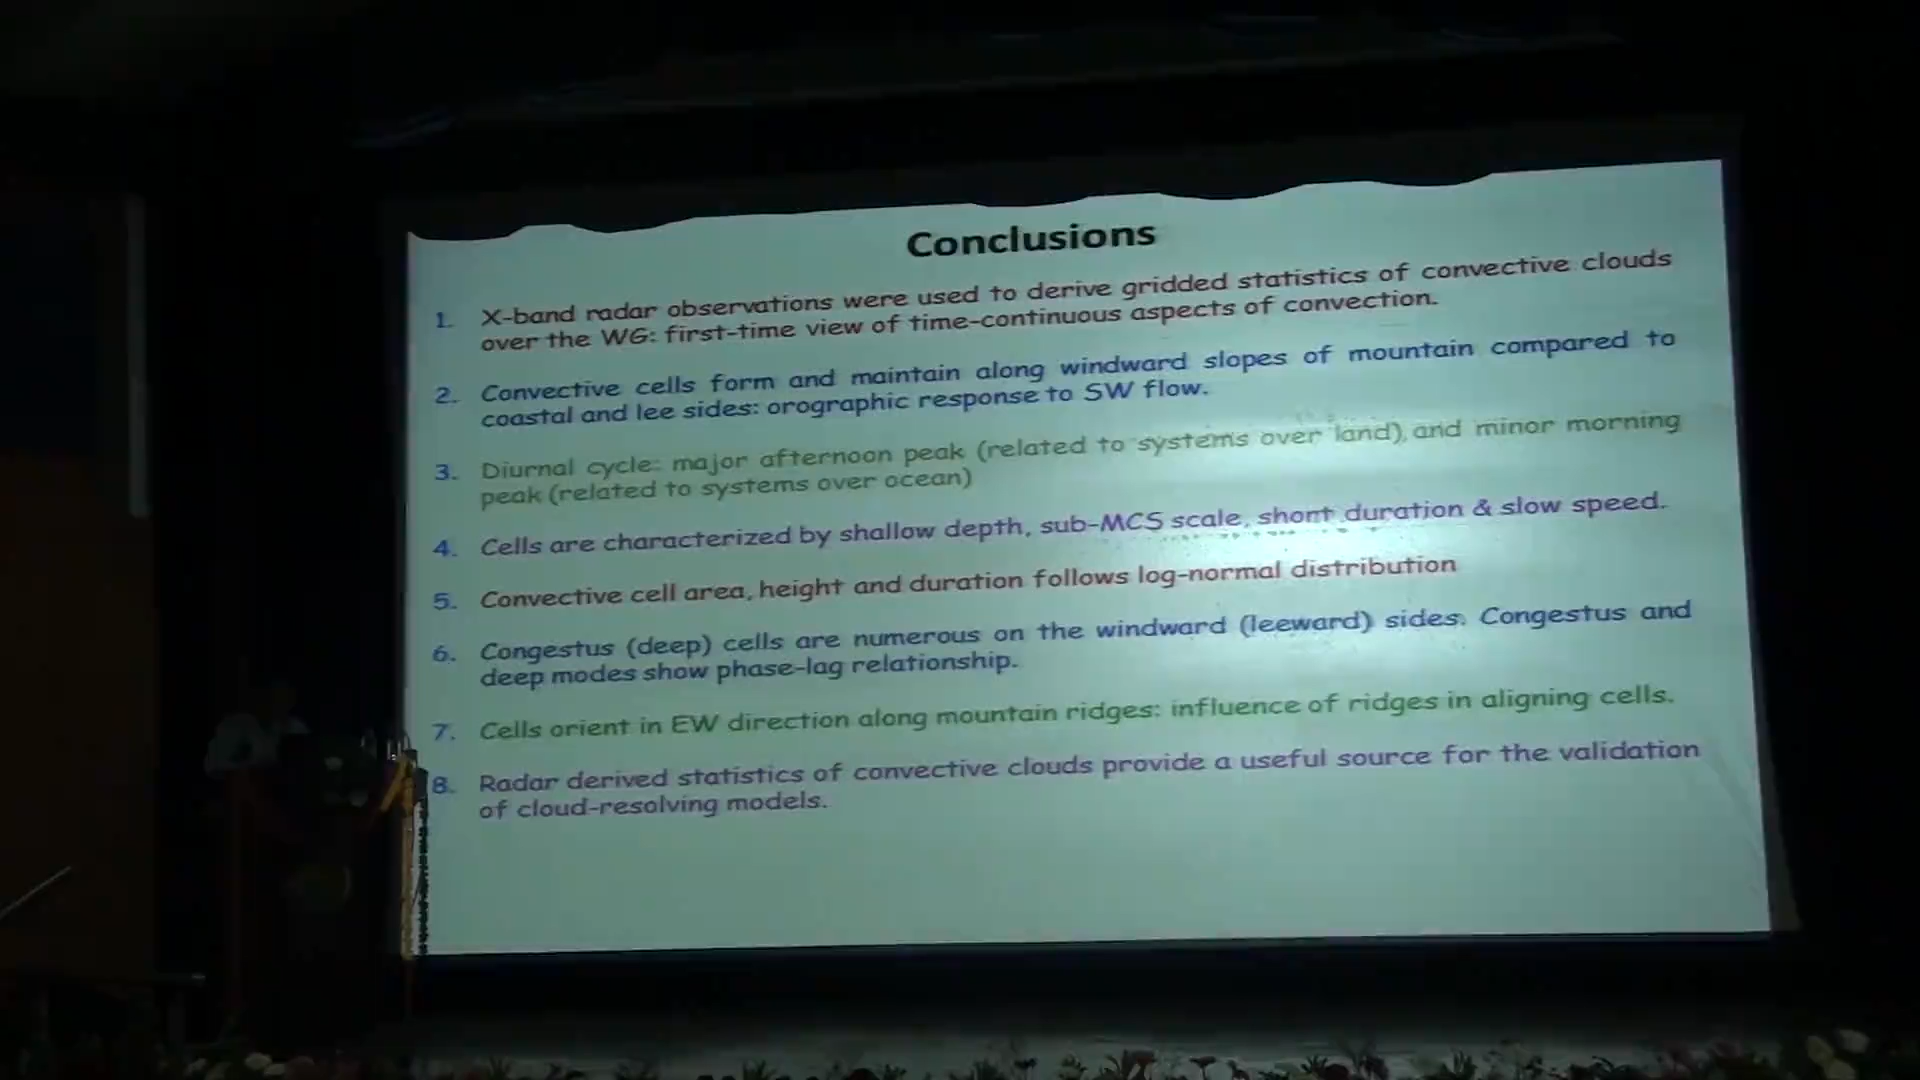 Conclusions
1. X-band radar observations were used to derive gridded statistics of convective clouds
over the WG: first-time view of time-continuous aspects of convection.
2. Convective cells form and maintain along windward slopes of mountain compared to
coastal and lee sides: orographic response to SW flow.
3. Diurnal cycle: major afternoon peak (related to systems over land), and minor morning
peak (related to systems over ocean)
4. Cells are characterized by shallow depth, sub-MCS scale, short duration & slow speed.
5. Convective cell area, height and duration follows log-normal distribution
6. Congestus (deep) cells are numerous on the windward (leeward) sides. Congestus and
deep modes show phase-lag relationship.
7. Cells orient in EW direction along mountain ridges: influence of ridges in aligning cells.
8. Radar derived statistics of convective clouds provide a useful source for the validation
of cloud-resolving models.